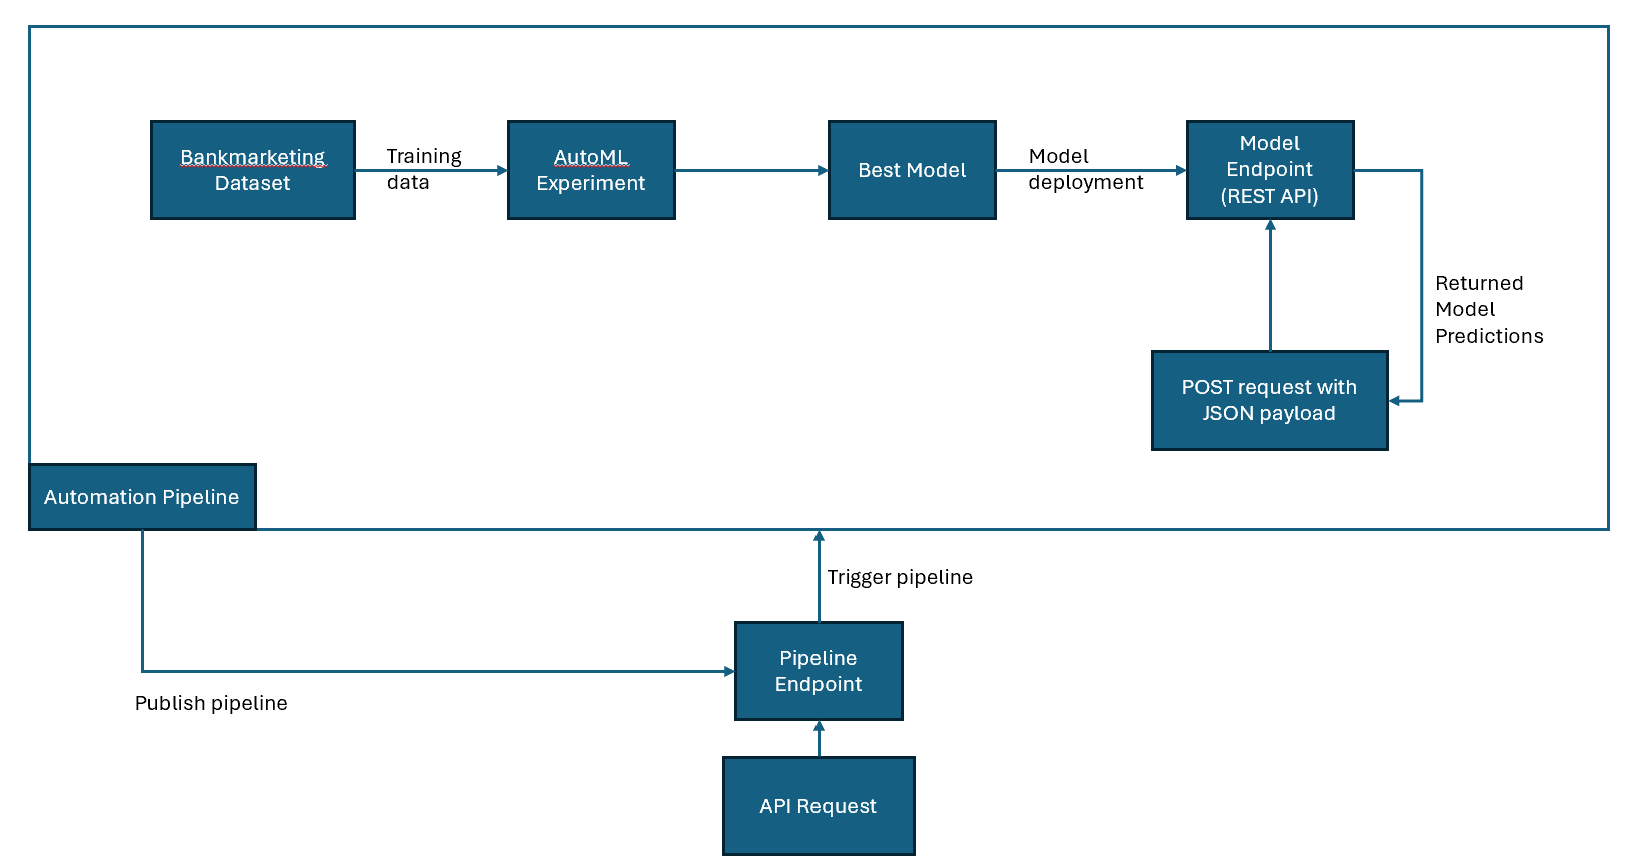 Bankmarketing
Dataset
Training
data
AutoML
Experiment
Best Model
Model
deployment
Model
Endpoint
(REST API)
Returned
Model
Predictions
POST request with
JSON payload
Automation Pipeline
Trigger pipeline
Pipeline
Endpoint
Publish pipeline
API Request